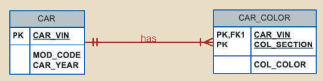 CAR
PK CAR_VIN
MOD_CODE
CAR_YEAR
has
CAR_COLOR
PK,FK1 CAR_VIN
PK COL_SECTION
COL_COLOR